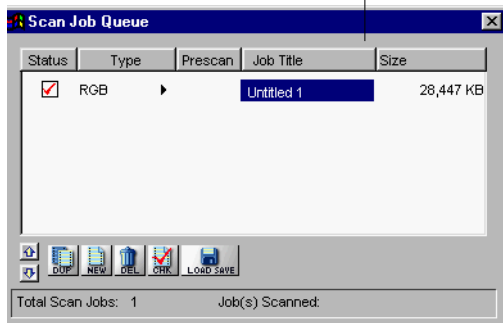 Scan Job Queue
Status Type Prescan Job Title Size
RGB Untitled 1 28,447 KB
DUP NEW DEL CHK LOAD SAVE
Total Scan Jobs: 1 Job(s) Scanned: